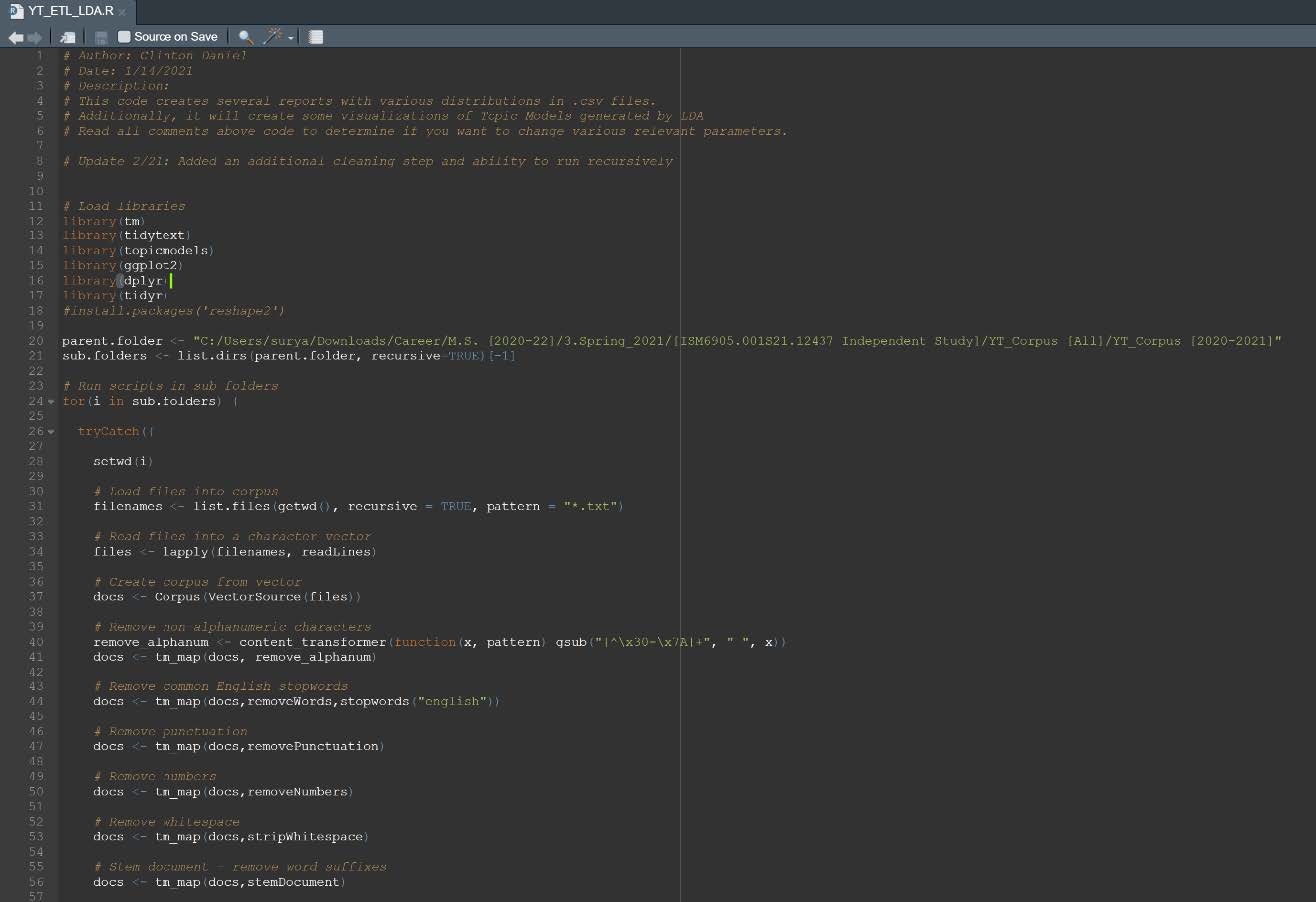 YT_ETL_LDA.R
Source on Save
1 # Author: Clinton Daniel
2 # Date: 1/14/2021
3 # Description:
4 # This code creates several reports with various distributions in .csv files.
5 # Additionally, it will create some visualizations of Topic Models generated by LDA
6 # Read all comments above code to determine if you want to change various relevant parameters.
7
8 # Update 2/21: Added an additional cleaning step and ability to run recursively
9
10
11 # Load libraries
12 library(tm)
13 library(tidytext)
14 library(topicmodels)
15 library(ggplot2)
16 library(dplyr)
17 library(tidyr)
18 #install.packages('reshape2')
19
20 parent.folder <- "C:/Users/surya/Downloads/Career/M.S. [2020-22]/3.Spring_2021/[ISM6905.001S21.12437 Independent Study]/YT_Corpus [All]/YT_Corpus [2020-2021]"
21 sub.folders <- list.dirs(parent.folder, recursive=TRUE)[-1]
22
23 # Run scripts in sub folders
24 for(i in sub.folders) {
25
26 tryCatch({
27
28 setwd(i)
29
30 # Load files into corpus
31 filenames <- list.files(getwd(), recursive = TRUE, pattern = "*.txt")
32
33 # Read files into a character vector
34 files <- lapply(filenames, readLines)
35
36 # Create corpus from vector
37 docs <- Corpus(VectorSource(files))
38
39 # Remove non alphanumeric characters
40 remove_alphanum <- content_transformer(function(x, pattern) gsub("[^\x30-\x7A]+", " ", x))
41 docs <- tm_map(docs, remove_alphanum)
42
43 # Remove common English stopwords
44 docs <- tm_map(docs,removeWords,stopwords("english"))
45
46 # Remove punctuation
47 docs <- tm_map(docs,removePunctuation)
48
49 # Remove numbers
50 docs <- tm_map(docs,removeNumbers)
51
52 # Remove whitespace
53 docs <- tm_map(docs,stripWhitespace)
54
55 # Stem document - remove word suffixes
56 docs <- tm_map(docs,stemDocument)
57